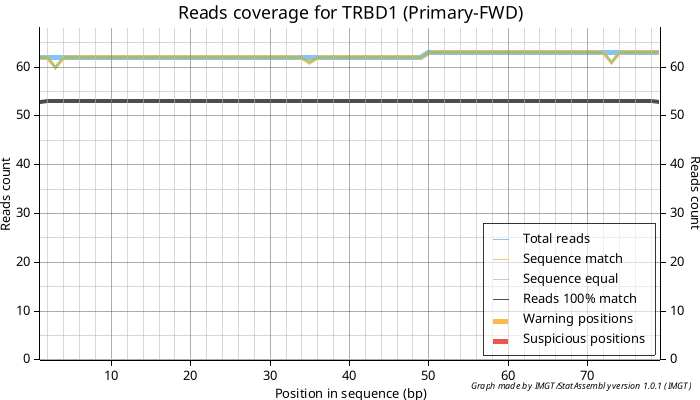 Reads coverage for TRBD1 (Primary-FWD)
60 60
50 50
40 40
30 30
20 20
10 10
0 0
Reads count
Reads count
Total reads
Sequence match
Sequence equal
Reads 100% match
Warning positions
Suspicious positions
10 20 30 40 50 60 70
Position in sequence (bp)
Graph made by IMGT/StatAssembly version 1.0.1 (IMGT)